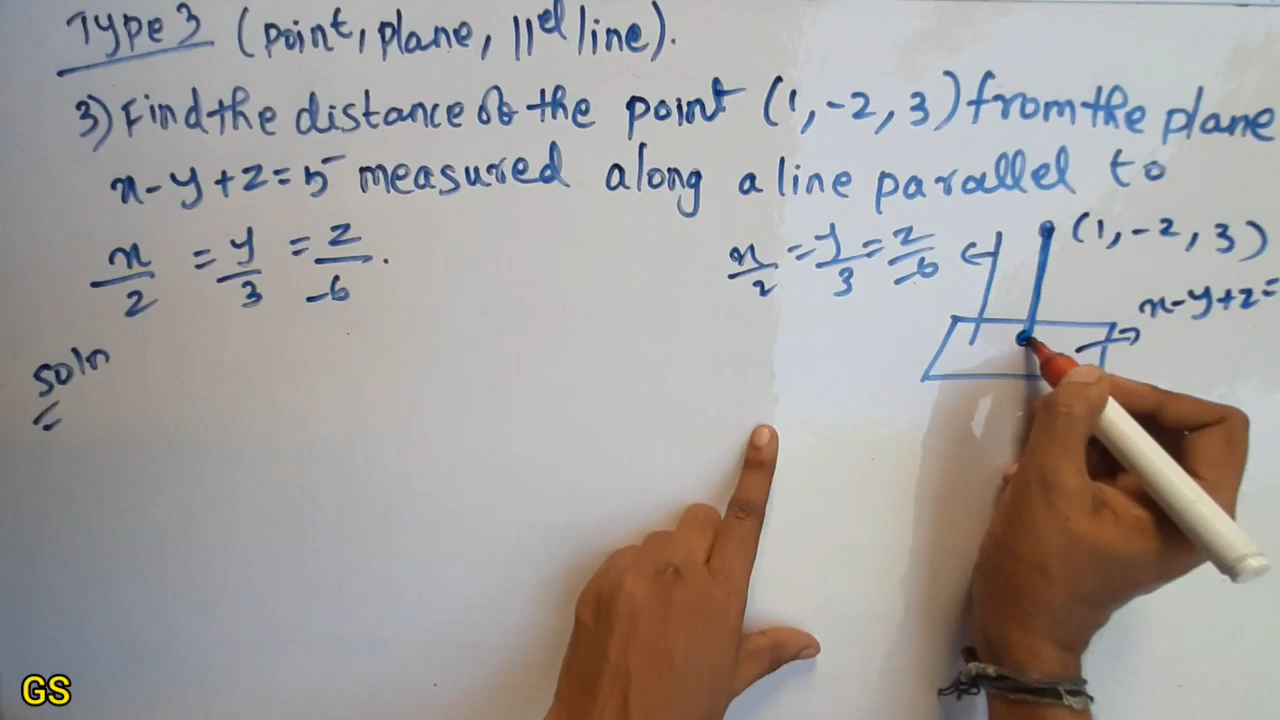 Type 3 (point, plane, ||el line).
3) Find the distance of the point (1, -2, 3) from the plane
x - y + z = 5 measured along a line parallel to
x/2 = y/3 = z/-6.
x/2 = y/3 = z/-6 ← (1, -2, 3)
→ x-y+z=
soln
GS